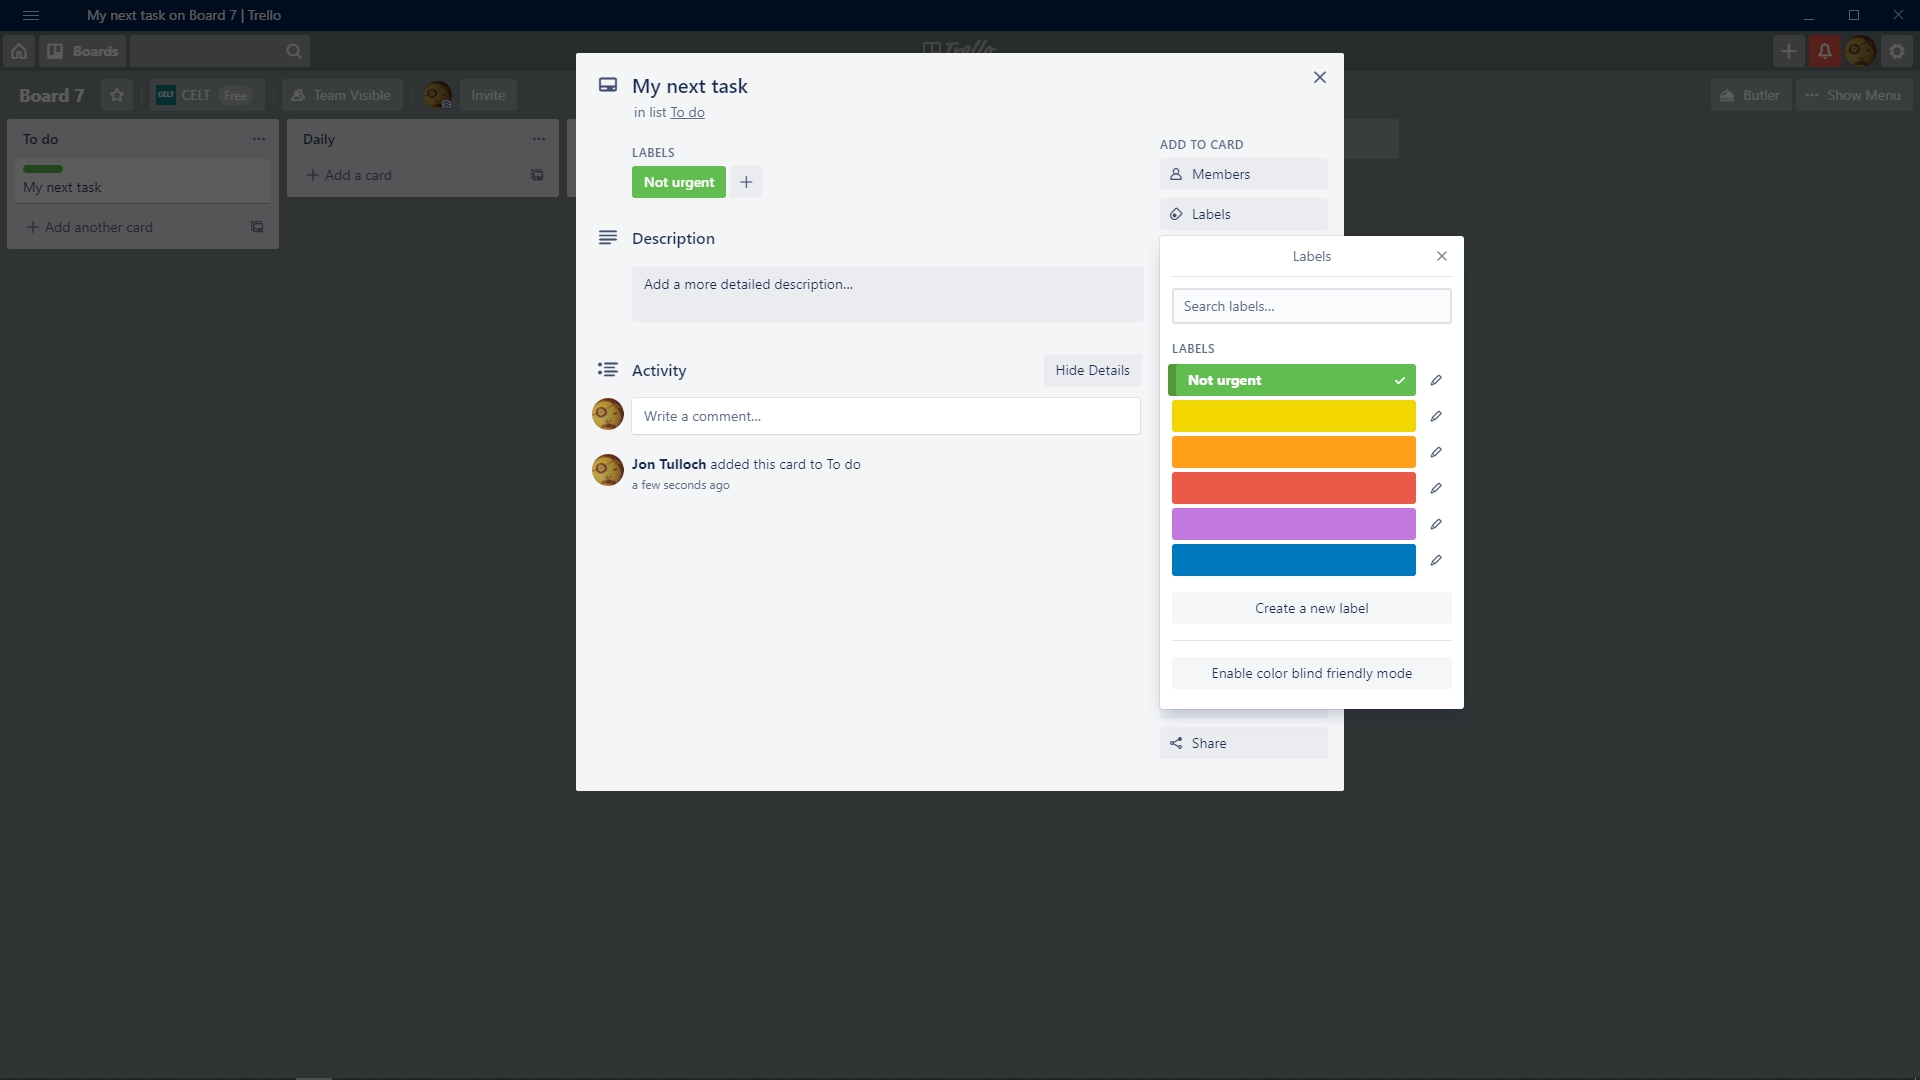 My next task on Board 7 | Trello
Boards
Trello
Board 7
CELT
CELT
Free
Team Visible
Invite
Butler
Show Menu
To do
My next task
Add another card
Daily
Add a card
My next task
in list To do
LABELS
Not urgent
Description
Add a more detailed description...
Activity
Hide Details
Write a comment...
Jon Tulloch added this card to To do
a few seconds ago
ADD TO CARD
Members
Labels
Labels
Search labels...
LABELS
Not urgent
Create a new label
Enable color blind friendly mode
Share